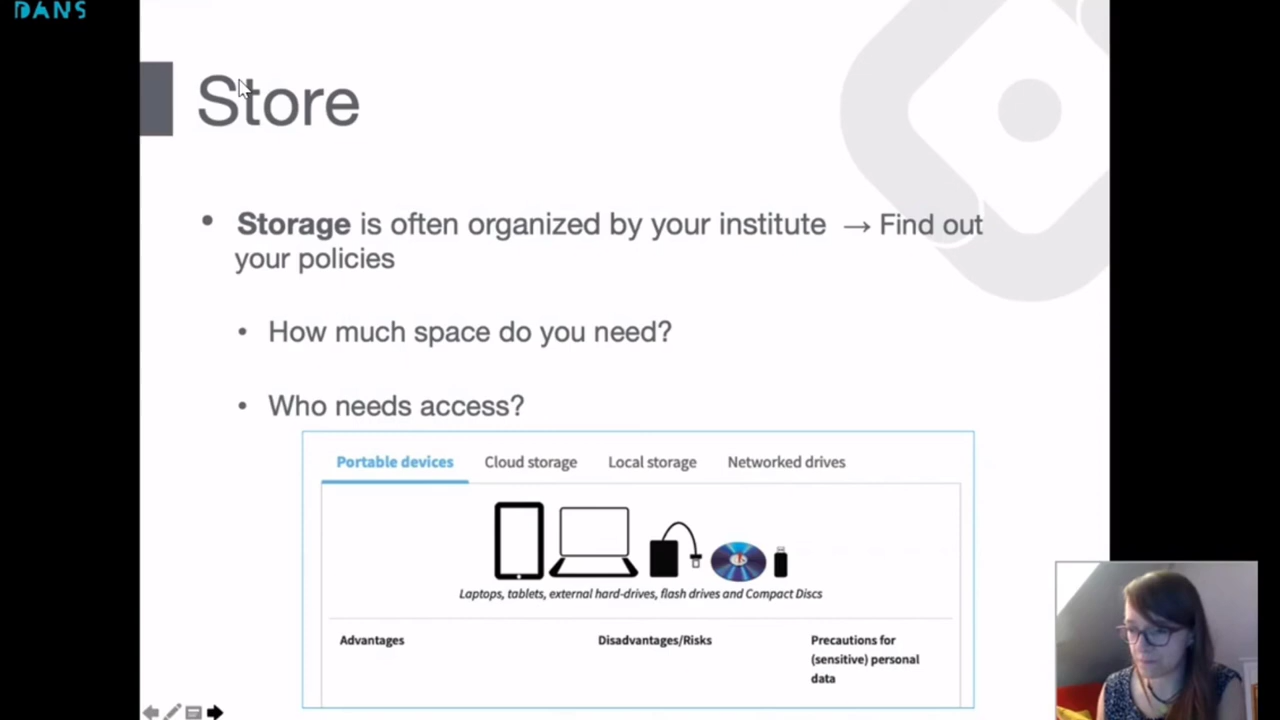 DANS
Store
• Storage is often organized by your institute → Find out
your policies
• How much space do you need?
• Who needs access?
Portable devices Cloud storage Local storage Networked drives
Laptops, tablets, external hard-drives, flash drives and Compact Discs
Advantages Disadvantages/Risks Precautions for
(sensitive) personal
data